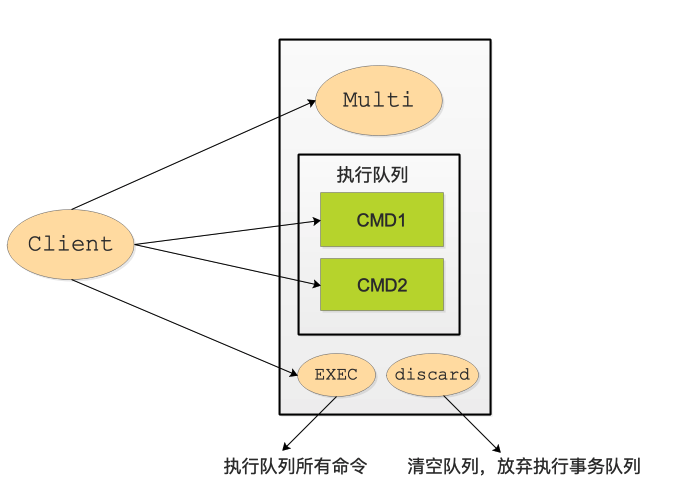 Multi
执行队列
CMD1
Client
CMD2
EXEC
discard
执行队列所有命令
清空队列，放弃执行事务队列